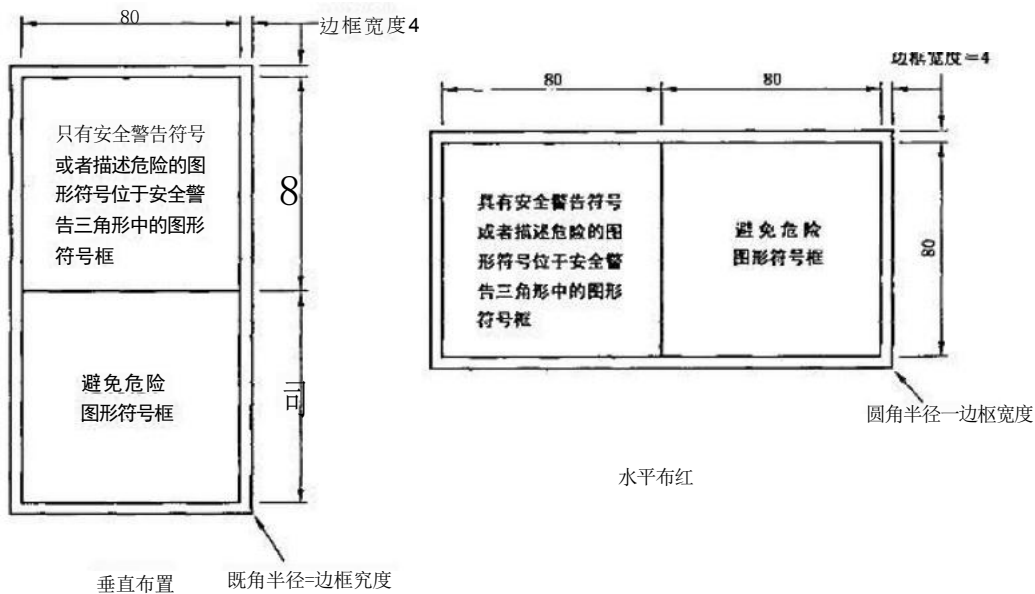 80
边框宽度4
只有安全警告符号
或者描述危险的图
形符号位于安全警
告三角形中的图形
符号框
8
避免危险
图形符号框
司
垂直布置
既角半径=边框究度
边框宽度=4
80
80
具有安全警告符号
或者描述危险的图
形符号位于安全警
告三角形中的图形
符号框
避免危险
图形符号框
80
圆角半径一边枢宽度
水平布红